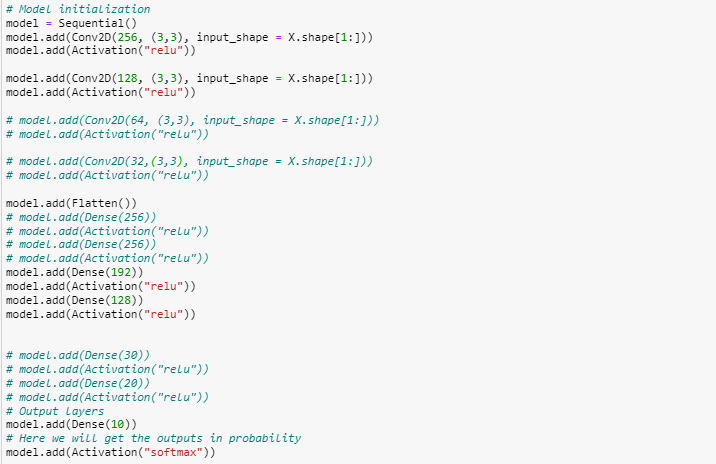 # Model initialization
model = Sequential()
model.add(Conv2D(256, (3,3), input_shape = X.shape[1:]))
model.add(Activation("relu"))
model.add(Conv2D(128, (3,3), input_shape = X.shape[1:]))
model.add(Activation("relu"))
# model.add(Conv2D(64, (3,3), input_shape = X.shape[1:]))
# model.add(Activation("relu"))
# model.add(Conv2D(32,(3,3), input_shape = X.shape[1:]))
# model.add(Activation("relu"))
model.add(Flatten())
# model.add(Dense(256))
# model.add(Activation("relu"))
# model.add(Dense(256))
# model.add(Activation("relu"))
model.add(Dense(192))
model.add(Activation("relu"))
model.add(Dense(128))
model.add(Activation("relu"))
# model.add(Dense(30))
# model.add(Activation("relu"))
# model.add(Dense(20))
# model.add(Activation("relu"))
# Output Layers
model.add(Dense(10))
# Here we will get the outputs in probability
model.add(Activation("softmax"))